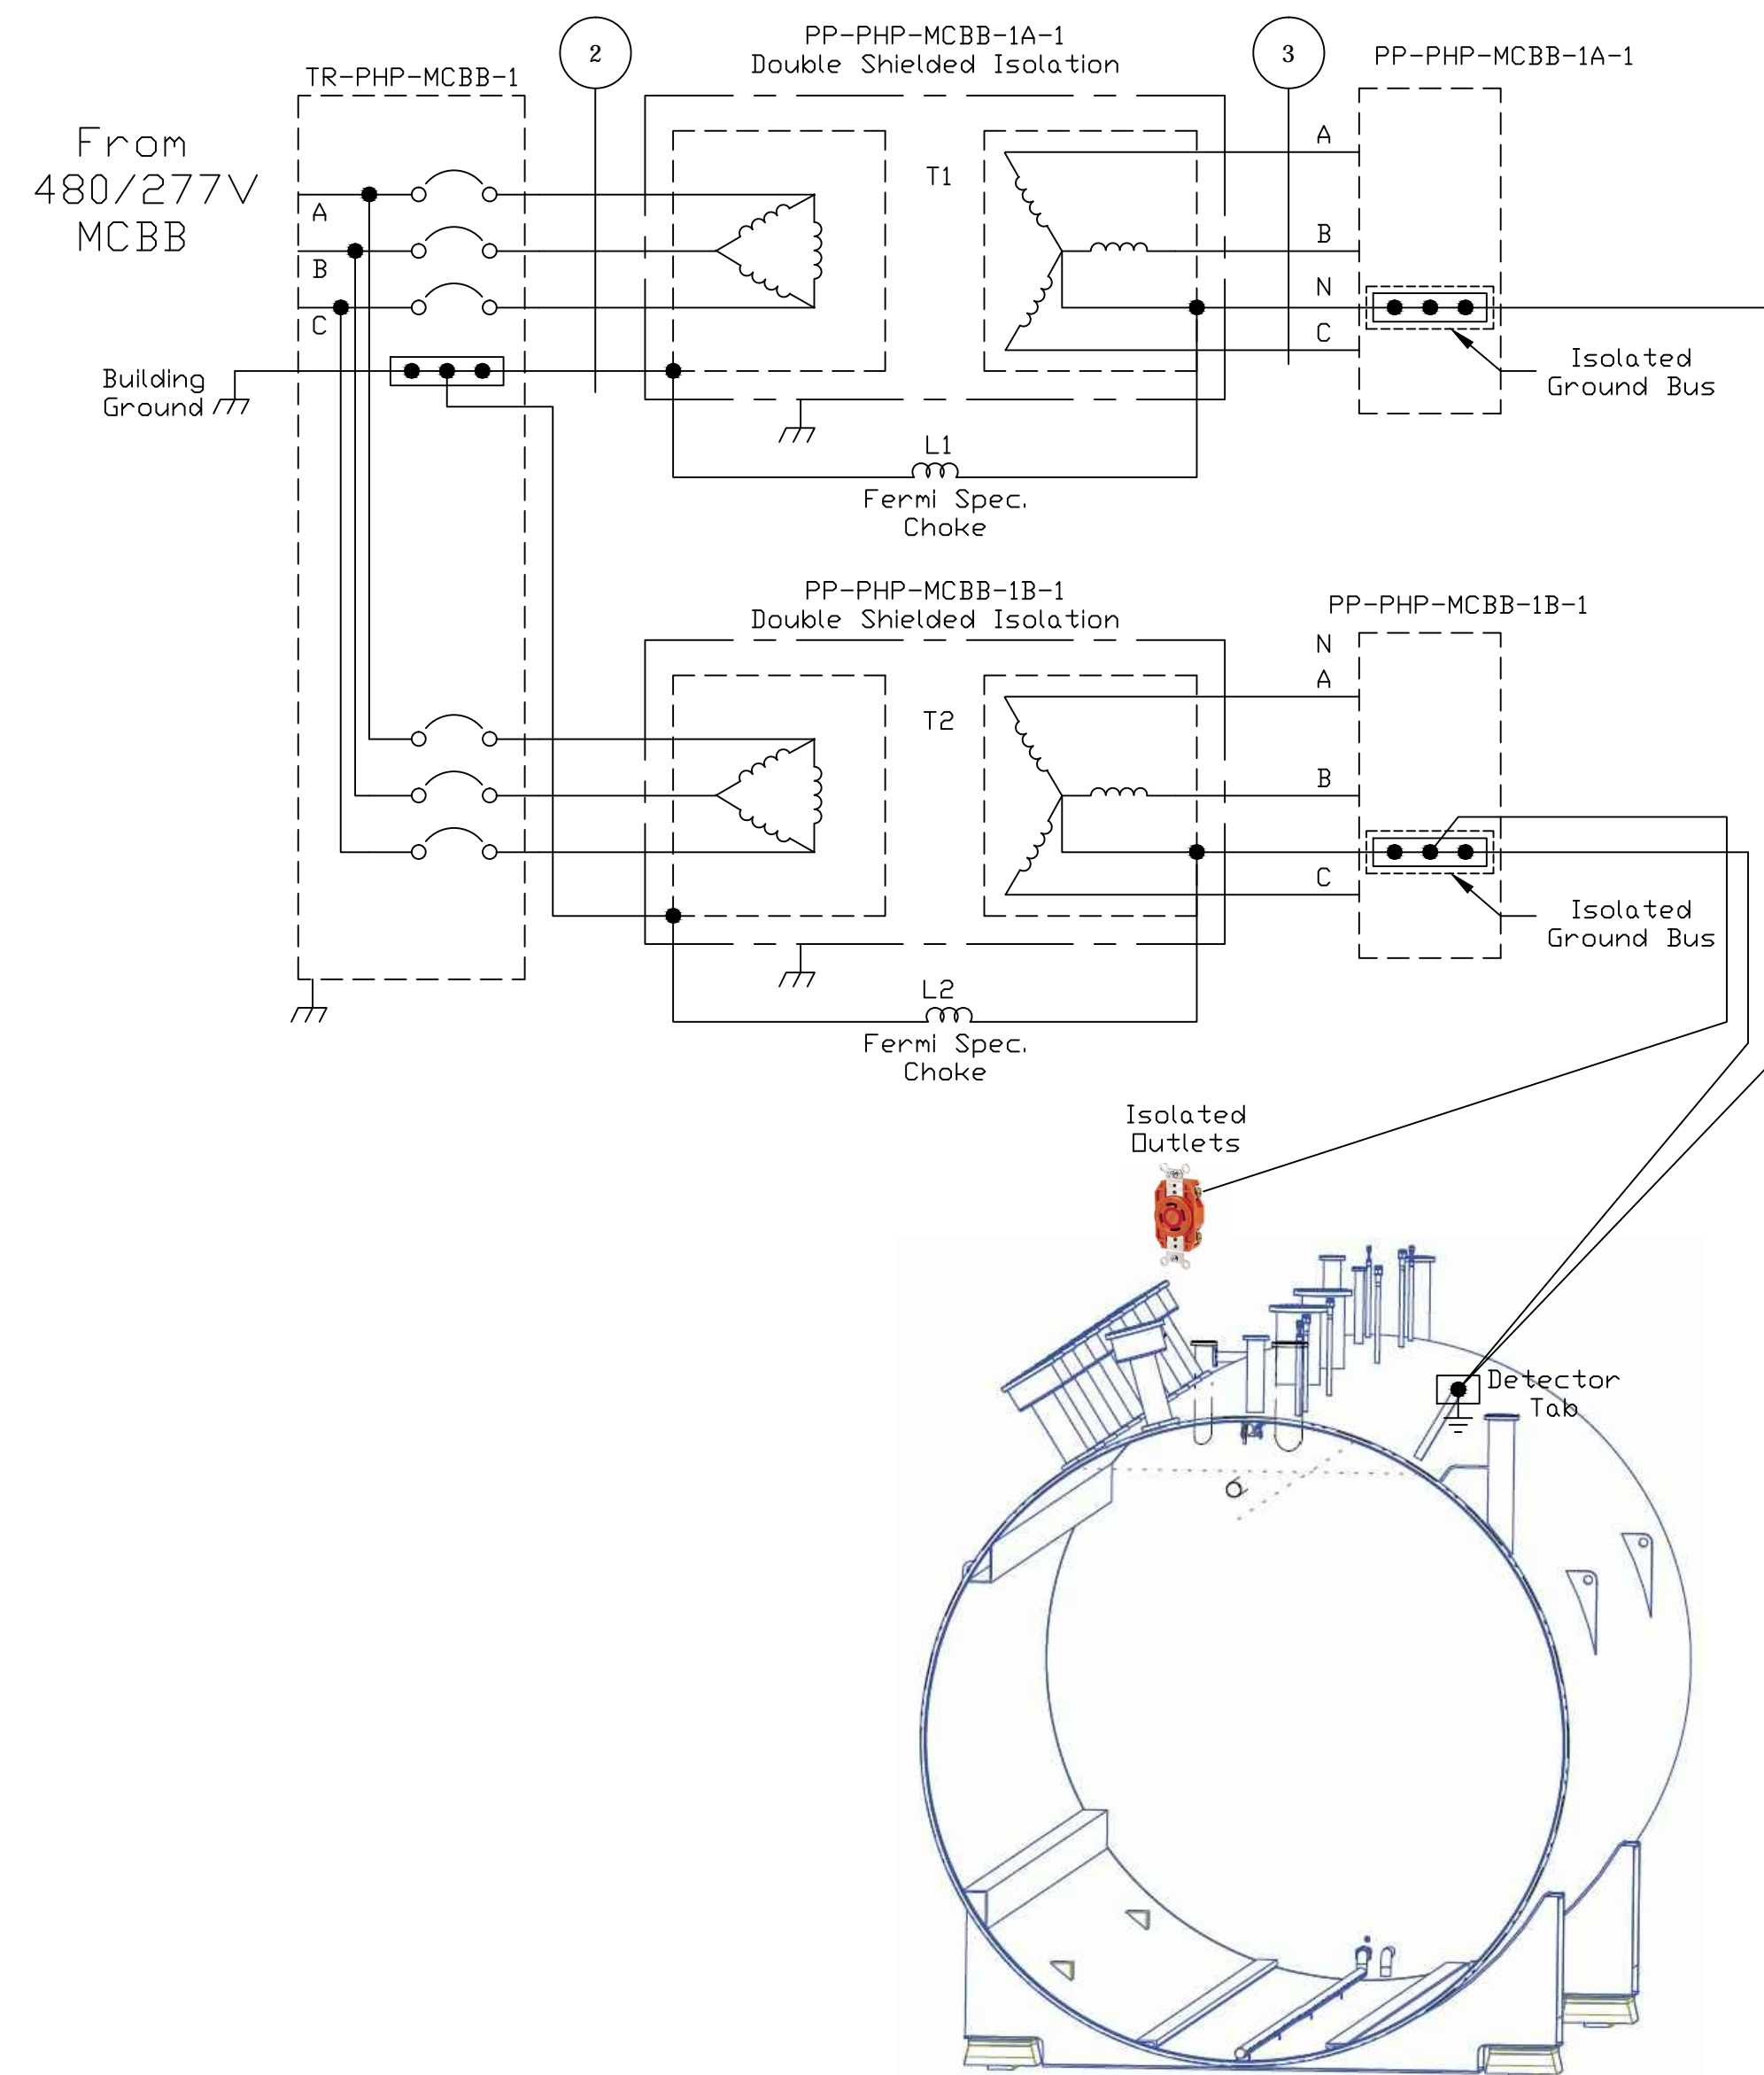 PP-PHP-MCBB-1A-1
Double Shielded Isolation
2
3
PP-PHP-MCBB-1A-1
TR-PHP-MCBB-1
From
480/277V
MCBB
A
B
C
T1
A
B
N
C
Building
Ground
Isolated
Ground Bus
L1
Fermi Spec.
Choke
PP-PHP-MCBB-1B-1
Double Shielded Isolation
PP-PHP-MCBB-1B-1
T2
N
A
B
C
Isolated
Ground Bus
L2
Fermi Spec.
Choke
Isolated
Outlets
Detector
Tab